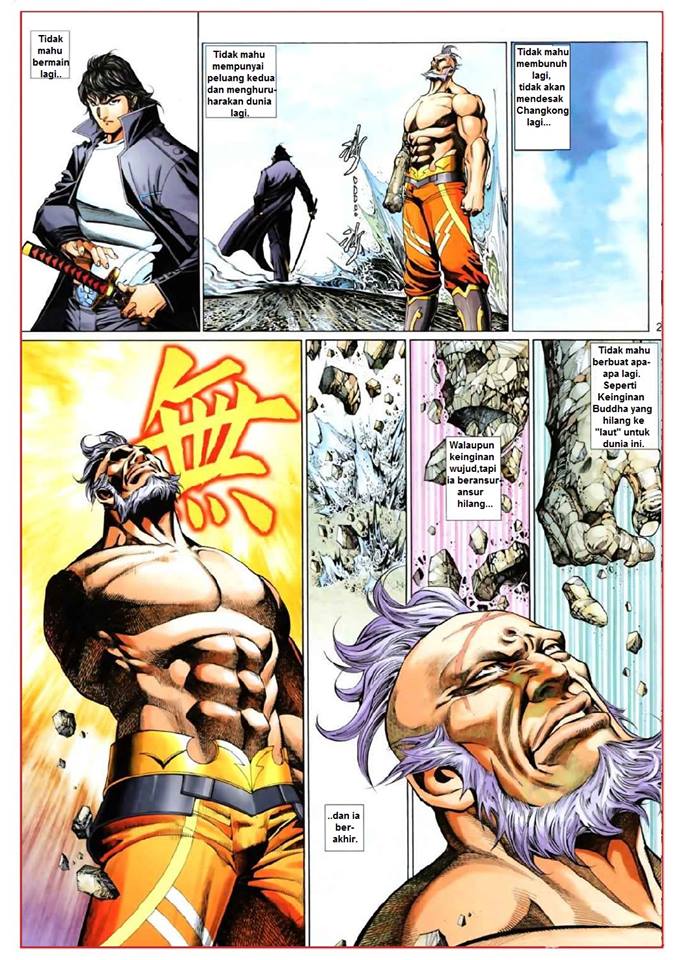 Tidak
mahu
bermain
lagi..
Tidak mahu
mempunyai
peluang kedua
dan menghuru-
harakan dunia
lagi.
Tidak mahu
membunuh
lagi,
tidak akan
mendesak
Changkong
lagi...
2
無
Walaupun
keinginan
wujud,tapi
ia beransur-
ansur
hilang...
Tidak mahu
berbuat apa-
apa lagi.
Seperti
Keinginan
Buddha yang
hilang ke
"laut" untuk
dunia ini.
..dan ia
ber-
akhir.